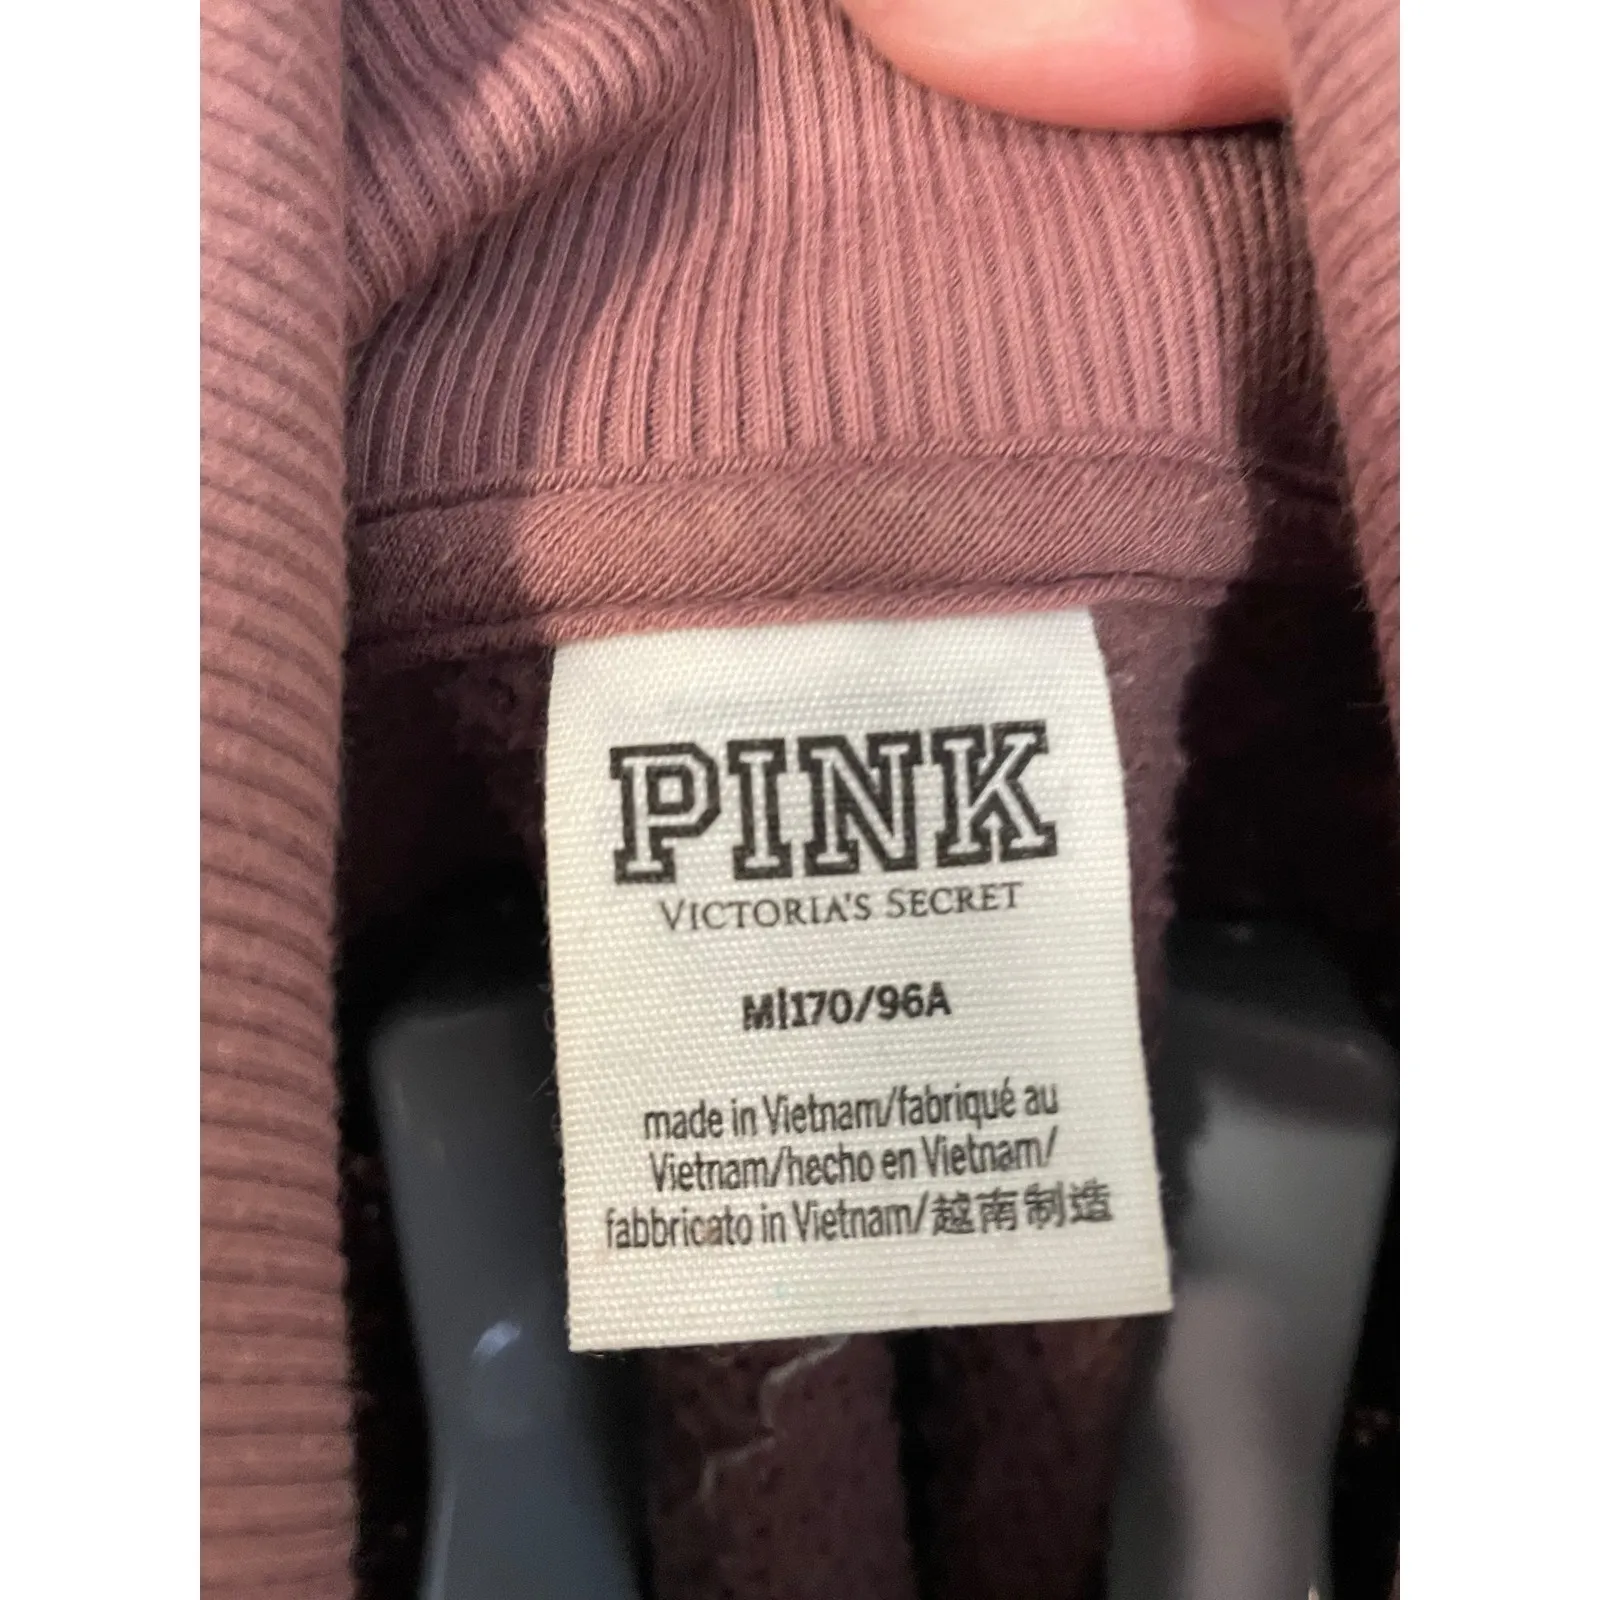 PINK
VICTORIA'S SECRET
M|170/96A
made in Vietnam/fabriqué au
Vietnam/hecho en Vietnam/
fabbricato in Vietnam/越南制造